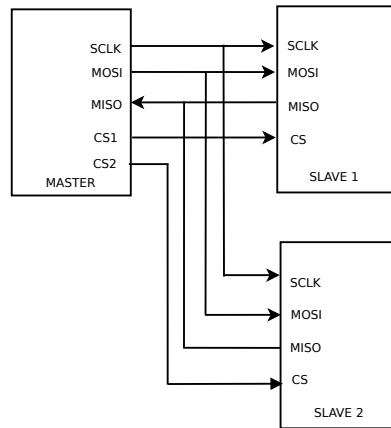 SCLK
MOSI
MISO
CS1
CS2
MASTER
SCLK
MOSI
MISO
CS
SLAVE 1
SCLK
MOSI
MISO
CS
SLAVE 2